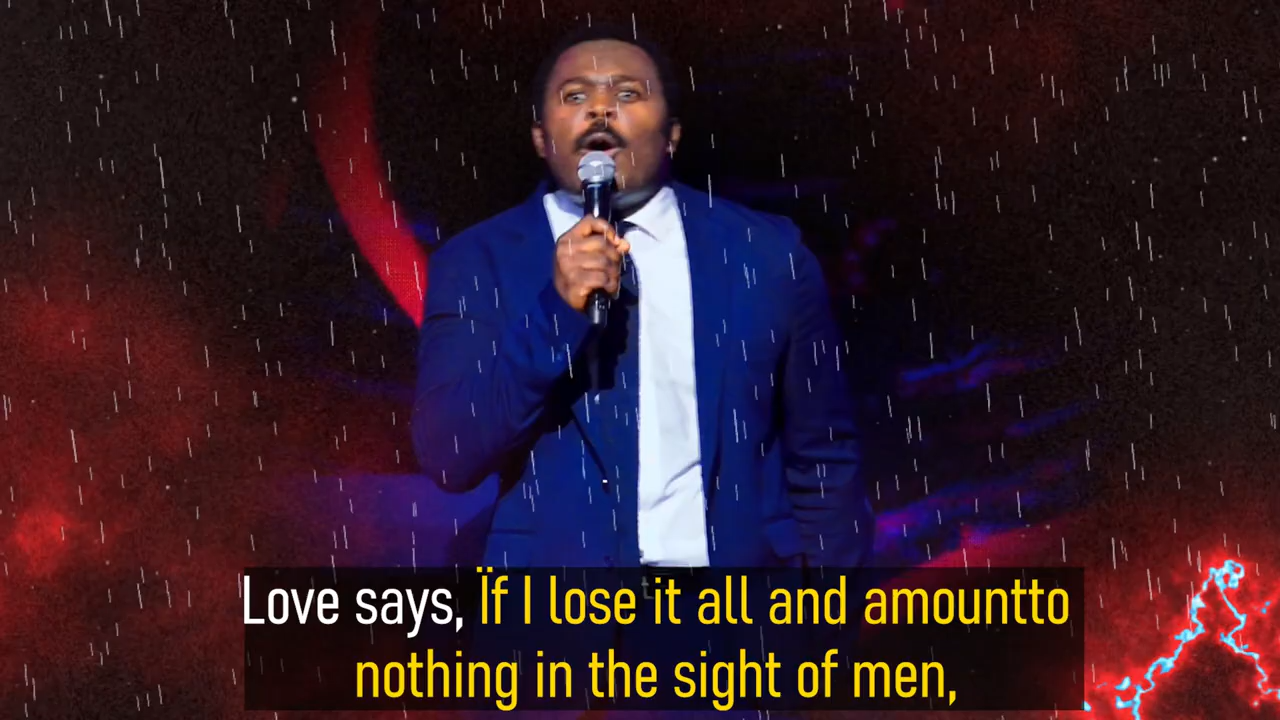 Love says, Ïf I lose it all and amountto
nothing in the sight of men,